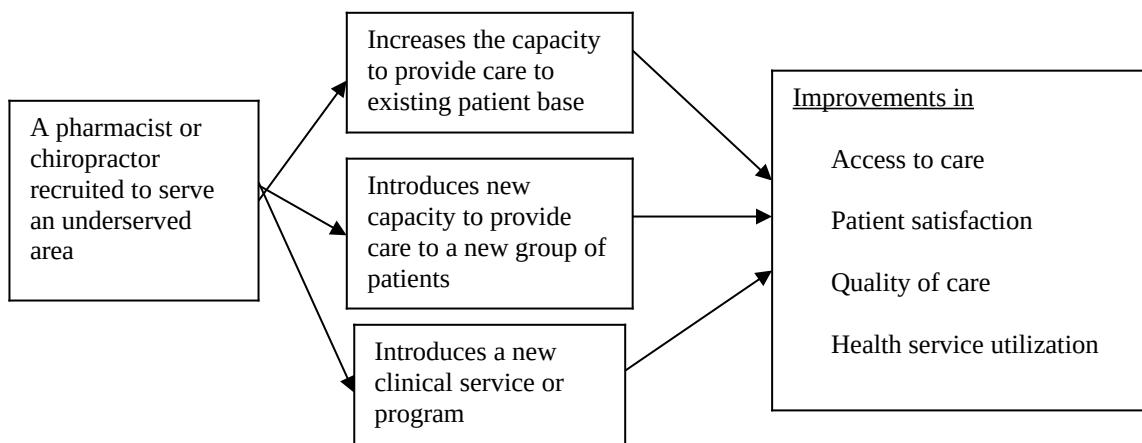 A pharmacist or
chiropractor
recruited to serve
an underserved
area
Increases the capacity
to provide care to
existing patient base
Introduces new
capacity to provide
care to a new group of
patients
Introduces a new
clinical service or
program
Improvements in
Access to care
Patient satisfaction
Quality of care
Health service utilization